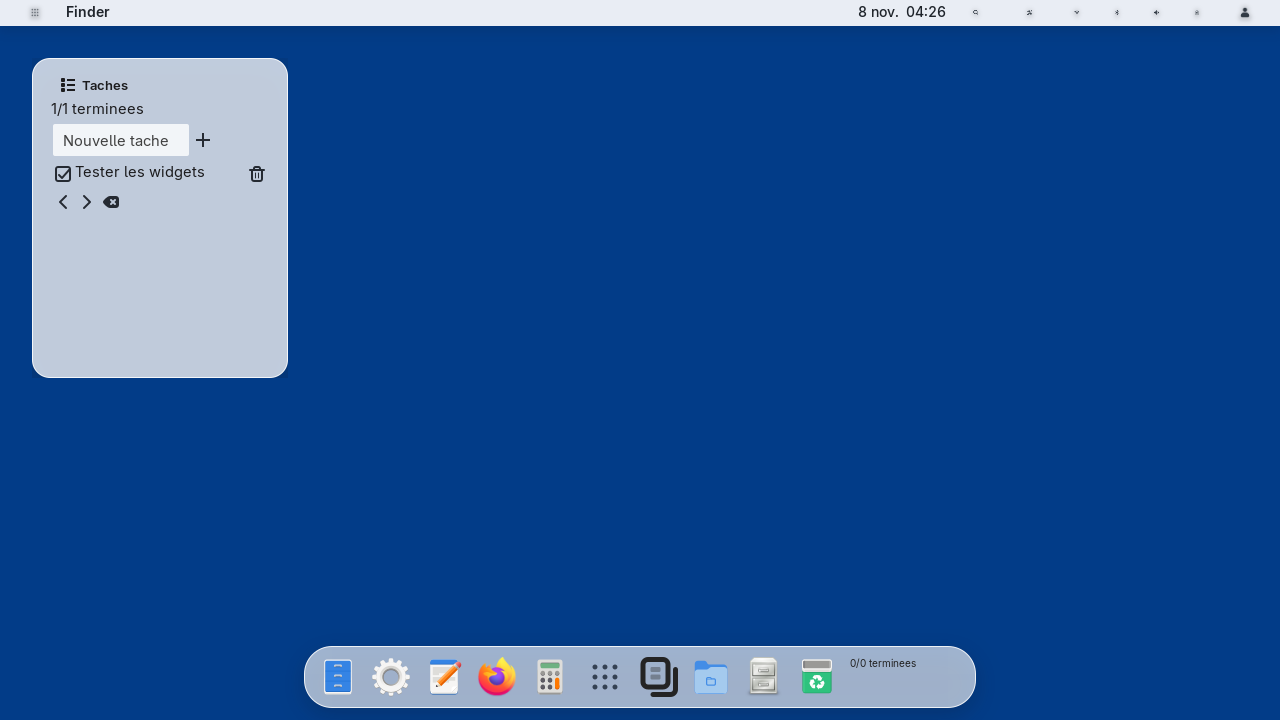 Finder
8 nov. 04:26
Taches
1/1 terminees
Nouvelle tache
Tester les widgets
0/0 terminees